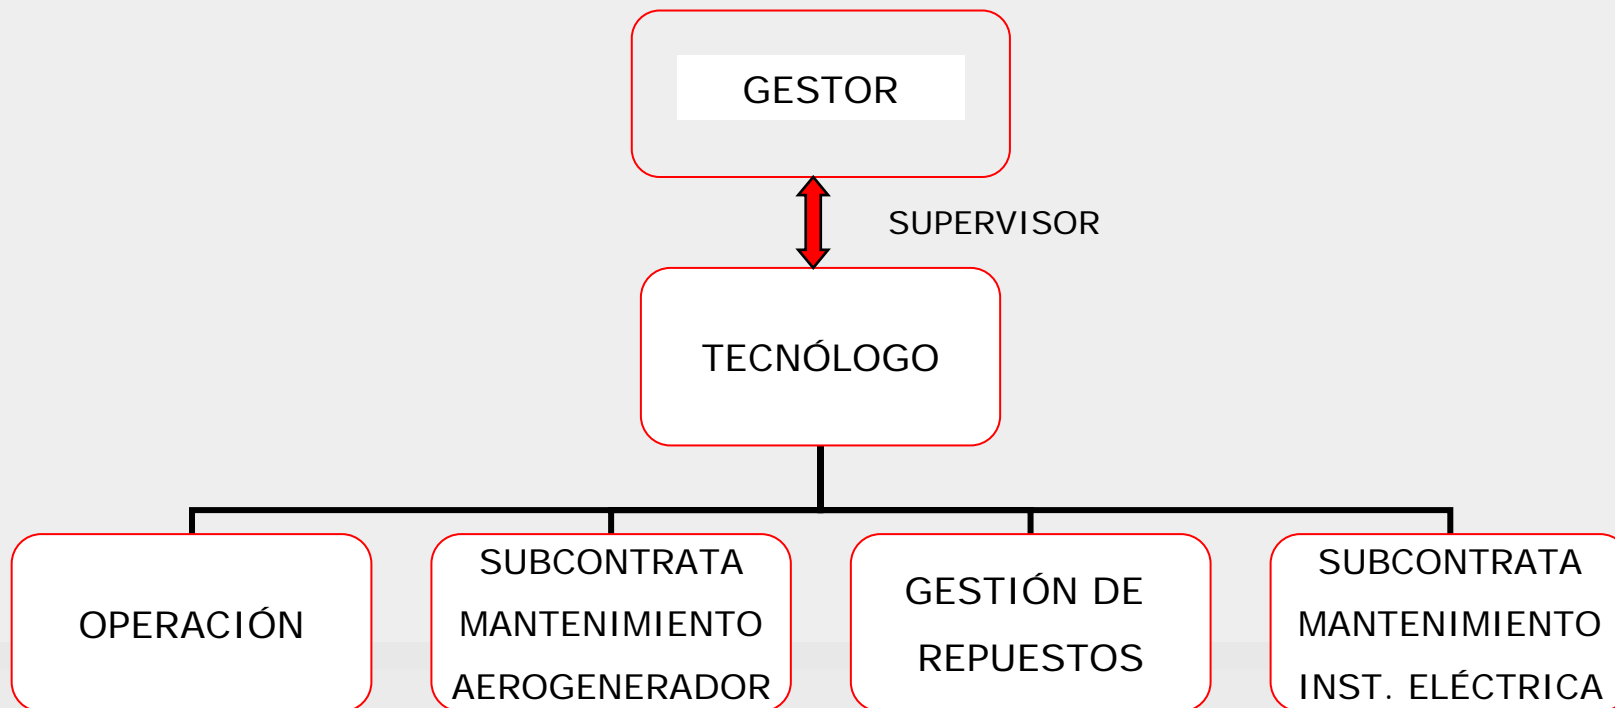 GESTOR
SUPERVISOR
TECNÓLOGO
OPERACIÓN
SUBCONTRATA
MANTENIMIENTO
AEROGENERADOR
GESTIÓN DE
REPUESTOS
SUBCONTRATA
MANTENIMIENTO
INST. ELÉCTRICA